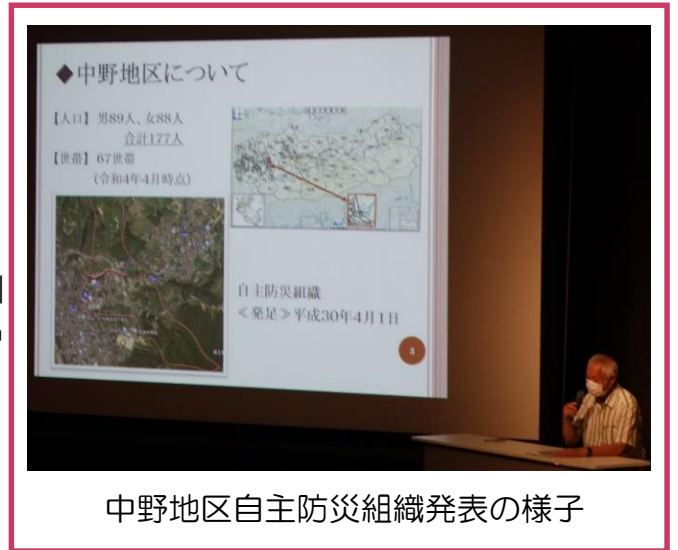 ◆中野地区について
【人口】男89人、女88人
合計177人
【世帯】67世帯
(令和4年4月時点)
自主防災組織
≪発足≫平成30年4月1日
3
中野地区自主防災組織発表の様子